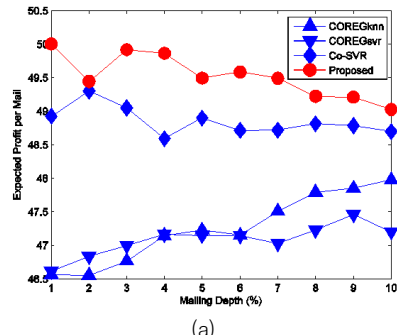 50.5
50
49.5
49
48.5
48
47.5
47
46.5
Expected Profit per Mail
COREGknn
COREGsvr
Co-SVR
Proposed
1 2 3 4 5 6 7 8 9 10
Mailing Depth (%)
(a)